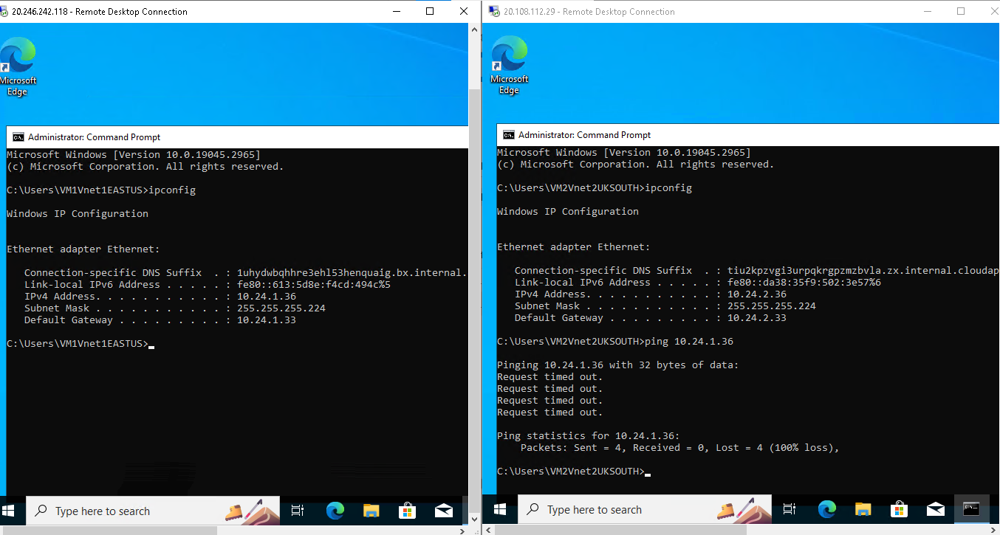 20.246.242.118 - Remote Desktop Connection
Microsoft
Edge
Administrator: Command Prompt
Microsoft Windows [Version 10.0.19045.2965]
(c) Microsoft Corporation. All rights reserved.
C:\Users\VM1Vnet1EASTUS>ipconfig
Windows IP Configuration
Ethernet adapter Ethernet:
Connection-specific DNS Suffix  . : 1uhydwbqhhre3ehl53henquaig.bx.internal.
Link-local IPv6 Address . . . . . : fe80::613:5d8e:f4cd:494c%5
IPv4 Address. . . . . . . . . . . : 10.24.1.36
Subnet Mask . . . . . . . . . . . : 255.255.255.224
Default Gateway . . . . . . . . . : 10.24.1.33
C:\Users\VM1Vnet1EASTUS>
Type here to search
20.108.112.29 - Remote Desktop Connection
Microsoft
Edge
Administrator: Command Prompt
Microsoft Windows [Version 10.0.19045.2965]
(c) Microsoft Corporation. All rights reserved.
C:\Users\VM2Vnet2UKSOUTH>ipconfig
Windows IP Configuration
Ethernet adapter Ethernet:
Connection-specific DNS Suffix  . : tiu2kpzvgi3urpqkrgpzmzbvla.zx.internal.cloudap
Link-local IPv6 Address . . . . . : fe80::da38:35f9:502:3e57%6
IPv4 Address. . . . . . . . . . . : 10.24.2.36
Subnet Mask . . . . . . . . . . . : 255.255.255.224
Default Gateway . . . . . . . . . : 10.24.2.33
C:\Users\VM2Vnet2UKSOUTH>ping 10.24.1.36
Pinging 10.24.1.36 with 32 bytes of data:
Request timed out.
Request timed out.
Request timed out.
Request timed out.
Ping statistics for 10.24.1.36:
Packets: Sent = 4, Received = 0, Lost = 4 (100% loss),
C:\Users\VM2Vnet2UKSOUTH>
Type here to search